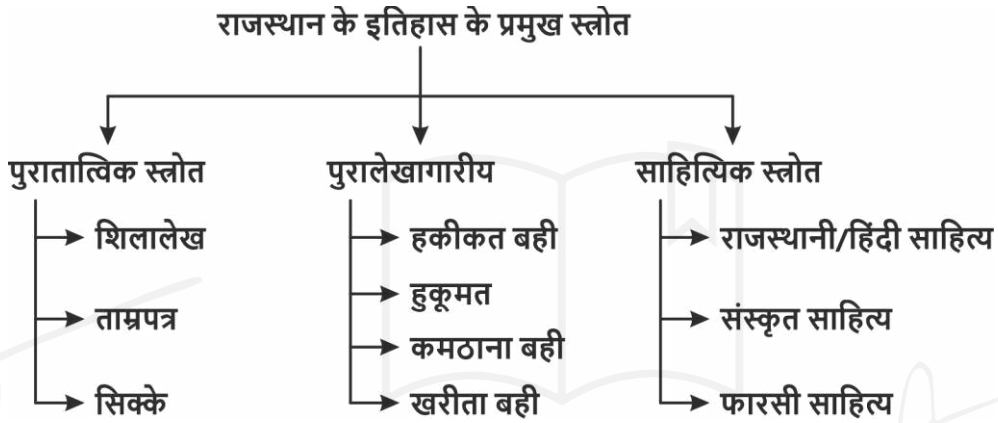 राजस्थान के इतिहास के प्रमुख स्त्रोत
पुरातात्विक स्त्रोत
शिलालेख
ताम्रपत्र
सिक्के
पुरालेखागारीय
हकीकत बही
हुकूमत
कमठाना बही
खरीता बही
साहित्यिक स्त्रोत
राजस्थानी/हिंदी साहित्य
संस्कृत साहित्य
फारसी साहित्य